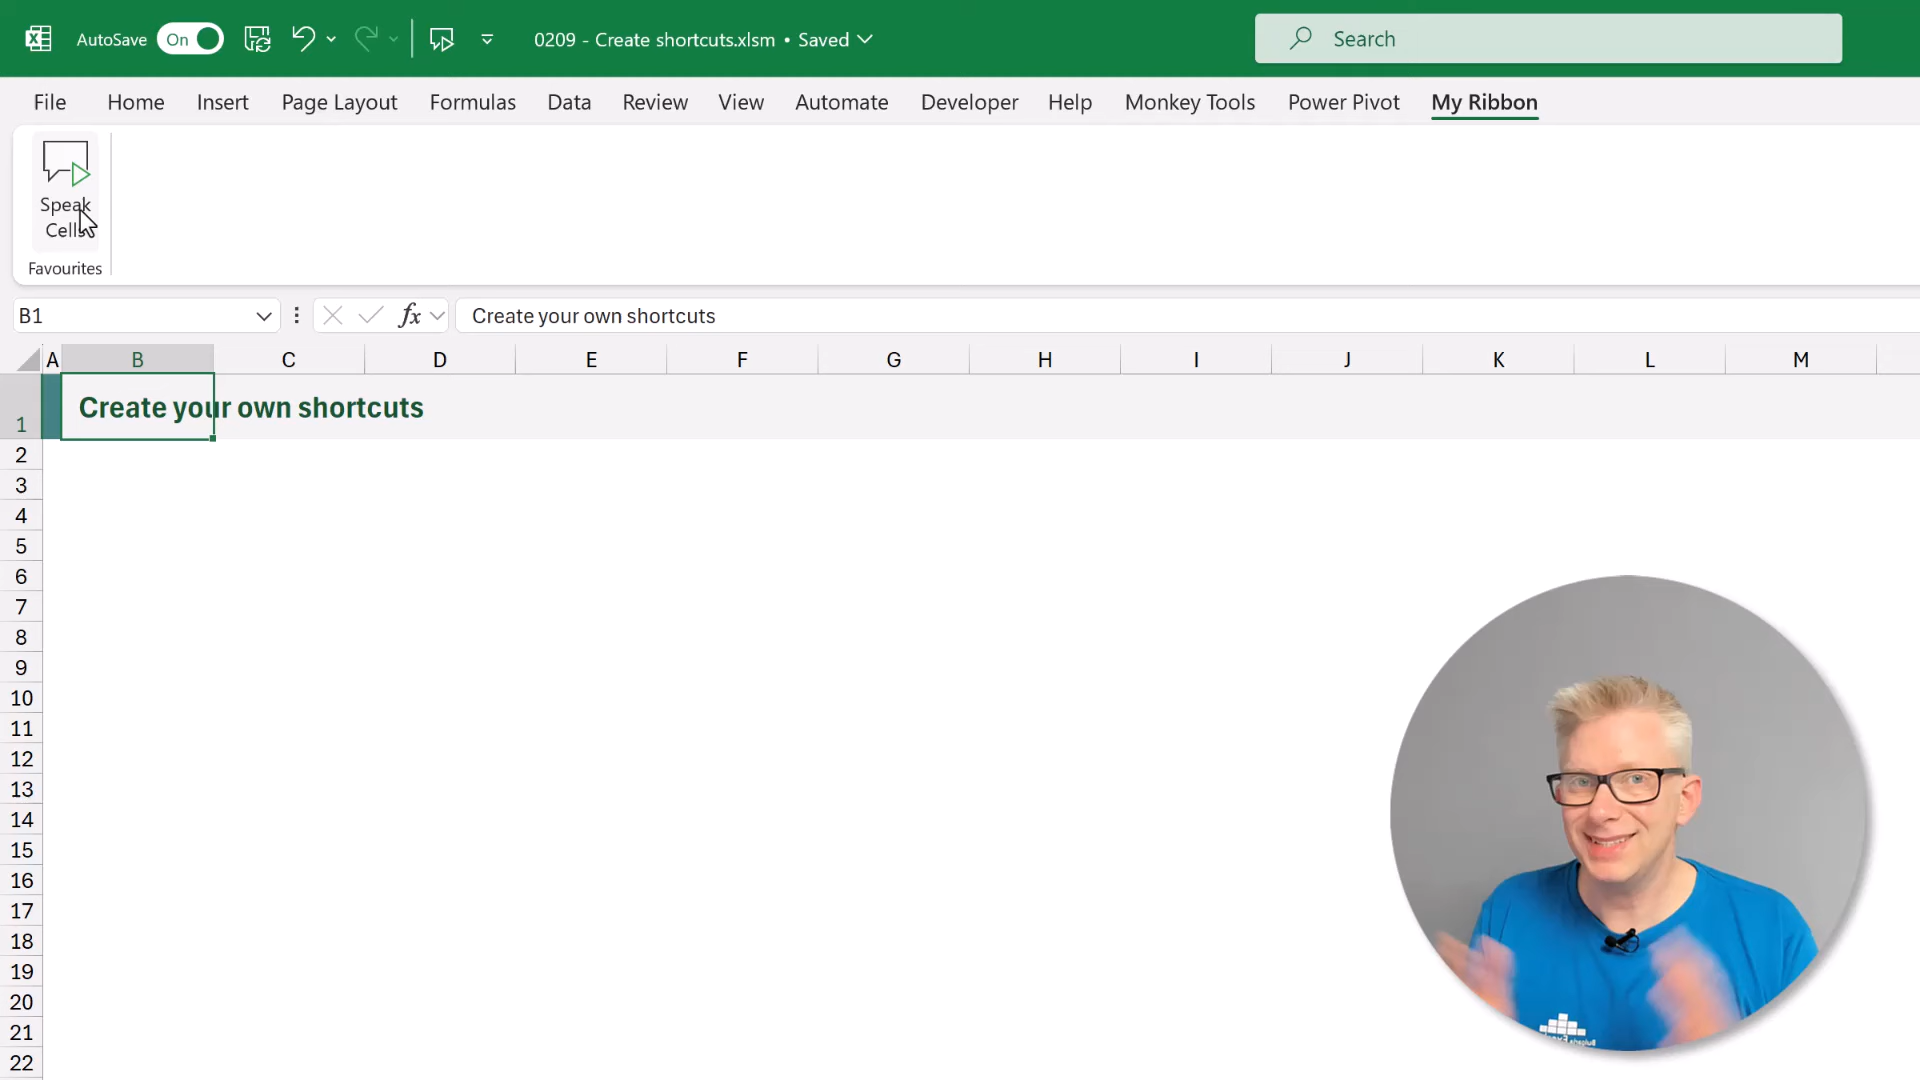 AutoSave On 0209 - Create shortcuts.xlsm • Saved Search
File Home Insert Page Layout Formulas Data Review View Automate Developer Help Monkey Tools Power Pivot My Ribbon
Speak
Cells
Favourites
B1 fx Create your own shortcuts
A B C D E F G H I J K L M
1 Create your own shortcuts
2
3
4
5
6
7
8
9
10
11
12
13
14
15
16
17
18
19
20
21
22